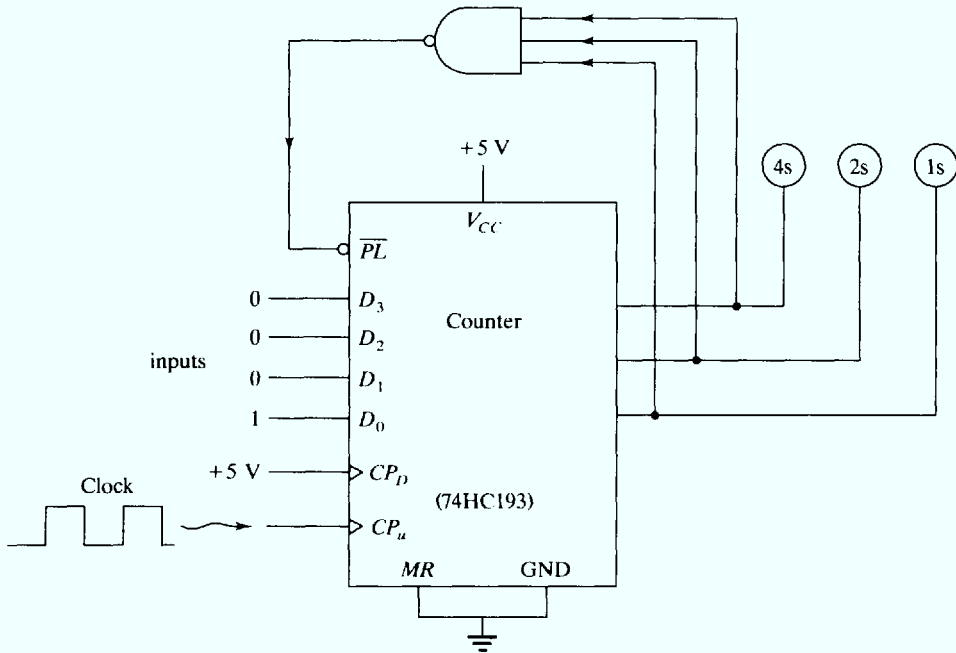 +5 V
4s
2s
1s
V_CC
\overline{PL}
0 D_3
Counter
0 D_2
inputs
0 D_1
1 D_0
+5 V CP_D
Clock
(74HC193)
CP_u
MR GND